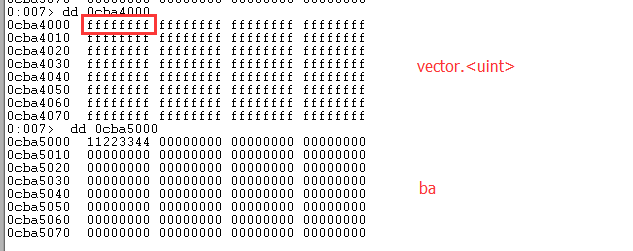 0:007> dd 0cba4000
0cba4000 ffffffff ffffffff ffffffff ffffffff
0cba4010 ffffffff ffffffff ffffffff ffffffff
0cba4020 ffffffff ffffffff ffffffff ffffffff
0cba4030 ffffffff ffffffff ffffffff ffffffff
0cba4040 ffffffff ffffffff ffffffff ffffffff
0cba4050 ffffffff ffffffff ffffffff ffffffff
0cba4060 ffffffff ffffffff ffffffff ffffffff
0cba4070 ffffffff ffffffff ffffffff ffffffff
0:007> dd 0cba5000
0cba5000 11223344 00000000 00000000 00000000
0cba5010 00000000 00000000 00000000 00000000
0cba5020 00000000 00000000 00000000 00000000
0cba5030 00000000 00000000 00000000 00000000
0cba5040 00000000 00000000 00000000 00000000
0cba5050 00000000 00000000 00000000 00000000
0cba5060 00000000 00000000 00000000 00000000
0cba5070 00000000 00000000 00000000 00000000
vector.<uint>
ba